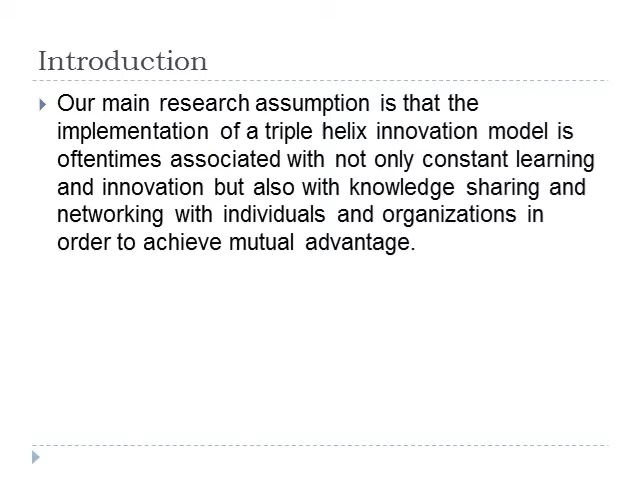 Introduction
Our main research assumption is that the
implementation of a triple helix innovation model is
oftentimes associated with not only constant learning
and innovation but also with knowledge sharing and
networking with individuals and organizations in
order to achieve mutual advantage.